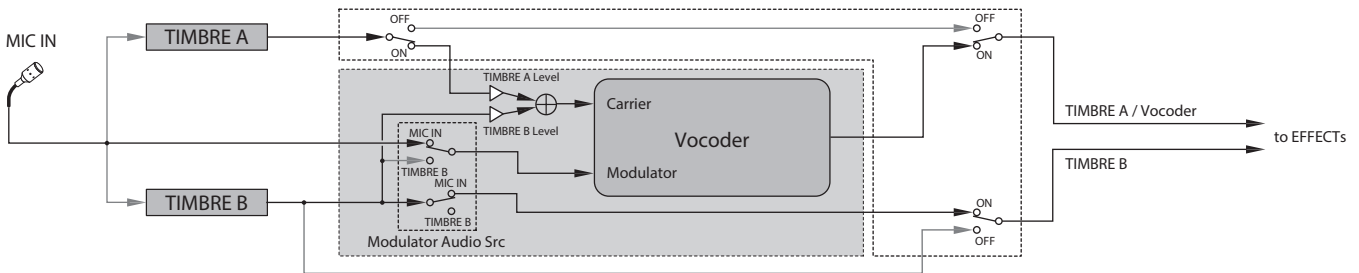 OFF
OFF
MIC IN
TIMBRE A
ON
ON
TIMBRE A Level
Carrier
TIMBRE A / Vocoder
TIMBRE B Level
Vocoder
to EFFECTs
MIC IN
TIMBRE B
Modulator
TIMBRE B
MIC IN
TIMBRE B
ON
TIMBRE B
OFF
Modulator Audio Src